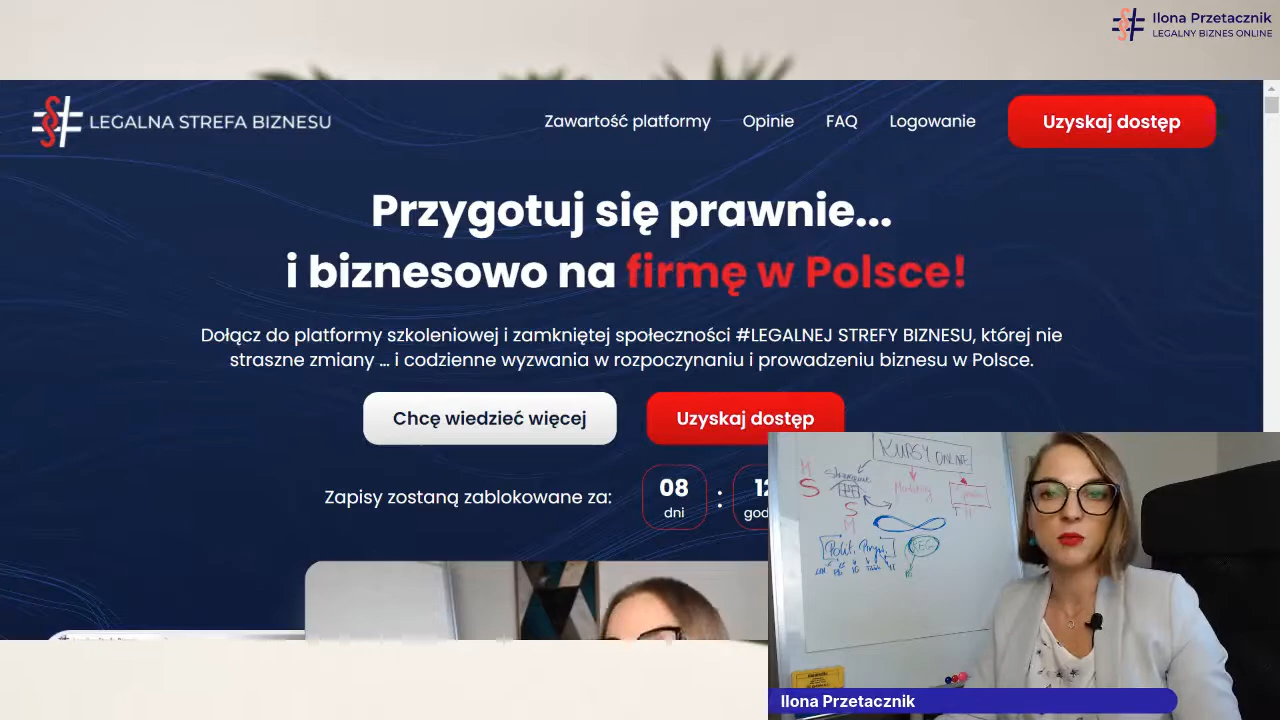 Ilona Przetacznik
LEGALNY BIZNES ONLINE
LEGALNA STREFA BIZNESU
Zawartość platformy
Opinie
FAQ
Logowanie
Uzyskaj dostęp
Przygotuj się prawnie...
i biznesowo na firmę w Polsce!
Dołącz do platformy szkoleniowej i zamkniętej społeczności #LEGALNEJ STREFY BIZNESU, której nie
straszne zmiany ... i codzienne wyzwania w rozpoczynaniu i prowadzeniu biznesu w Polsce.
Chcę wiedzieć więcej
Uzyskaj dostęp
Zapisy zostaną zablokowane za:
08
dni
:
KURSY ONLINE
M
S
S
M
Ilona Przetacznik